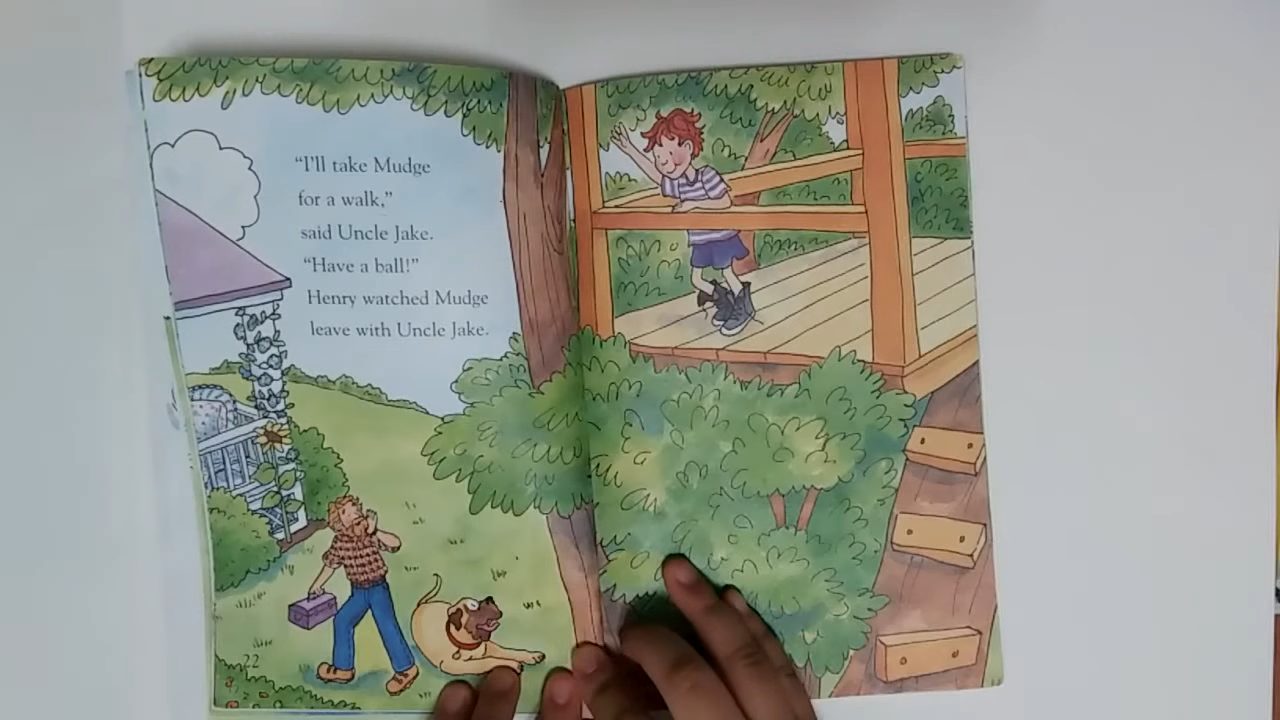 “I’ll take Mudge
for a walk,”
said Uncle Jake.
“Have a ball!”
Henry watched Mudge
leave with Uncle Jake.
22